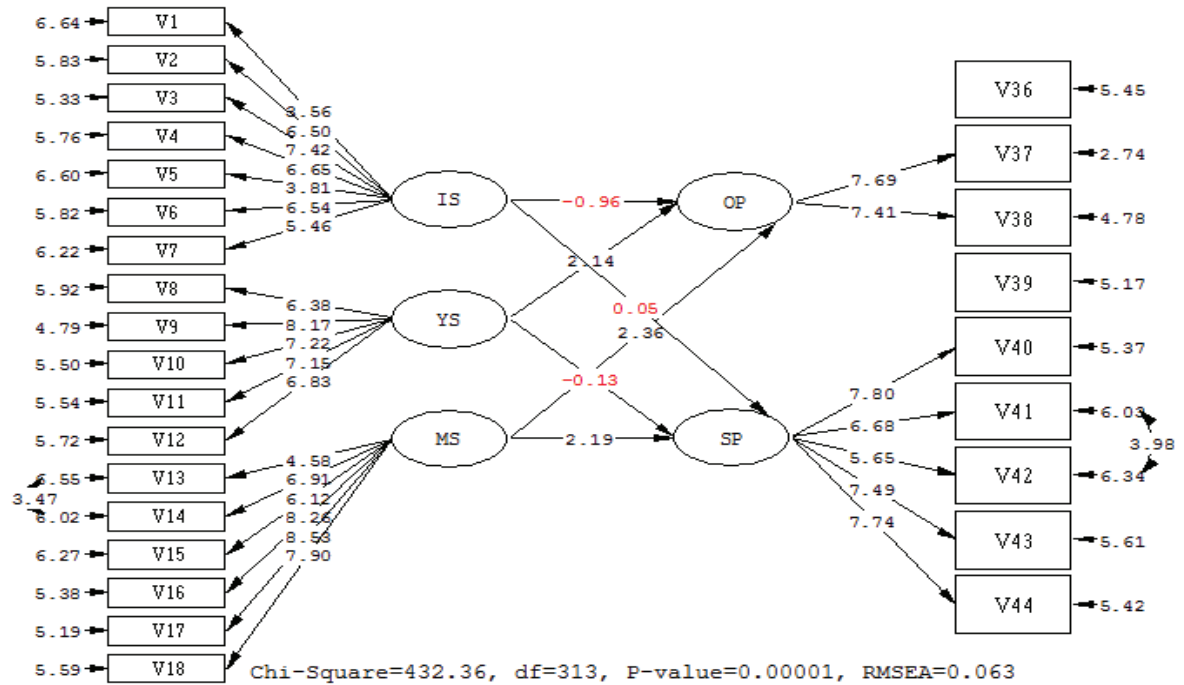 6.64 V1
5.83 V2
5.33 V3
5.76 V4
6.60 V5
5.82 V6
6.22 V7
5.92 V8
4.79 V9
5.50 V10
5.54 V11
5.72 V12
6.55 V13
3.47
6.02 V14
6.27 V15
5.38 V16
5.19 V17
5.59 V18
3.56
6.50
7.42
6.65
3.81
6.54
5.46
6.38
8.17
7.22
7.15
6.83
4.58
6.91
6.12
8.26
8.53
7.90
IS
YS
MS
-0.96
2.14
0.05
2.36
-0.13
2.19
OP
SP
7.69
7.41
7.80
6.68
5.65
7.49
7.74
V36 5.45
V37 2.74
V38 4.78
V39 5.17
V40 5.37
V41 6.03
3.98
V42 6.34
V43 5.61
V44 5.42
Chi-Square=432.36, df=313, P-value=0.00001, RMSEA=0.063